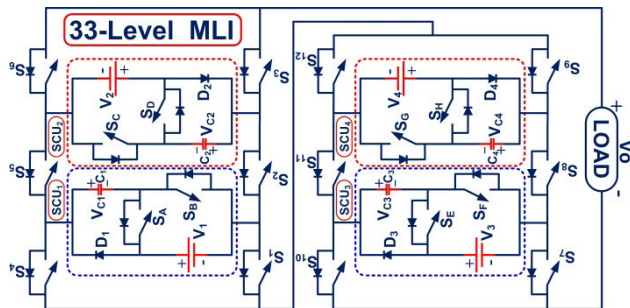 33-Level MLI
S6
S3
S12
S9
V2
+
-
SC
SD
D2
VC2
C2
-
+
SCU2
V4
+
-
SG
SH
D4
VC4
C4
-
+
SCU4
+
Vo
LOAD
-
S5
S2
S11
S8
SCU1
VC1
C1
+
-
D1
SA
SB
V1
+
-
SCU3
VC3
C3
+
-
D3
SE
SF
V3
+
-
S4
S1
S10
S7